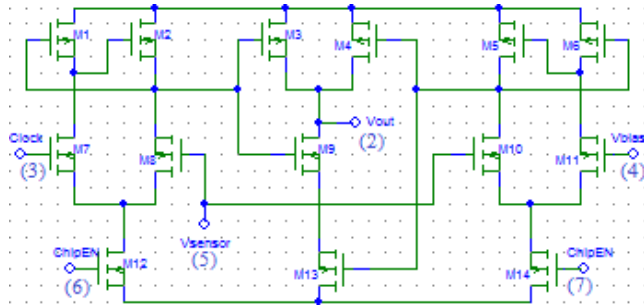 M1 M2 M3 M4 M5 M6
Clock Vout Vbias
(3) M7 M8 (2) M9 M10 M11 (4)
Vsensor
(5)
ChipEN M12 M13 M14 ChipEN
(6) (7)